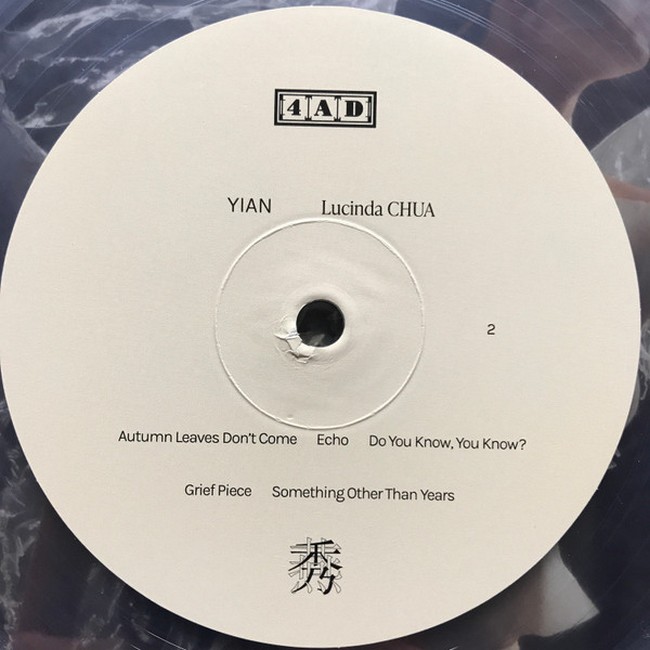 4AD
YIAN Lucinda CHUA
2
Autumn Leaves Don't Come Echo Do You Know, You Know?
Grief Piece Something Other Than Years
秀